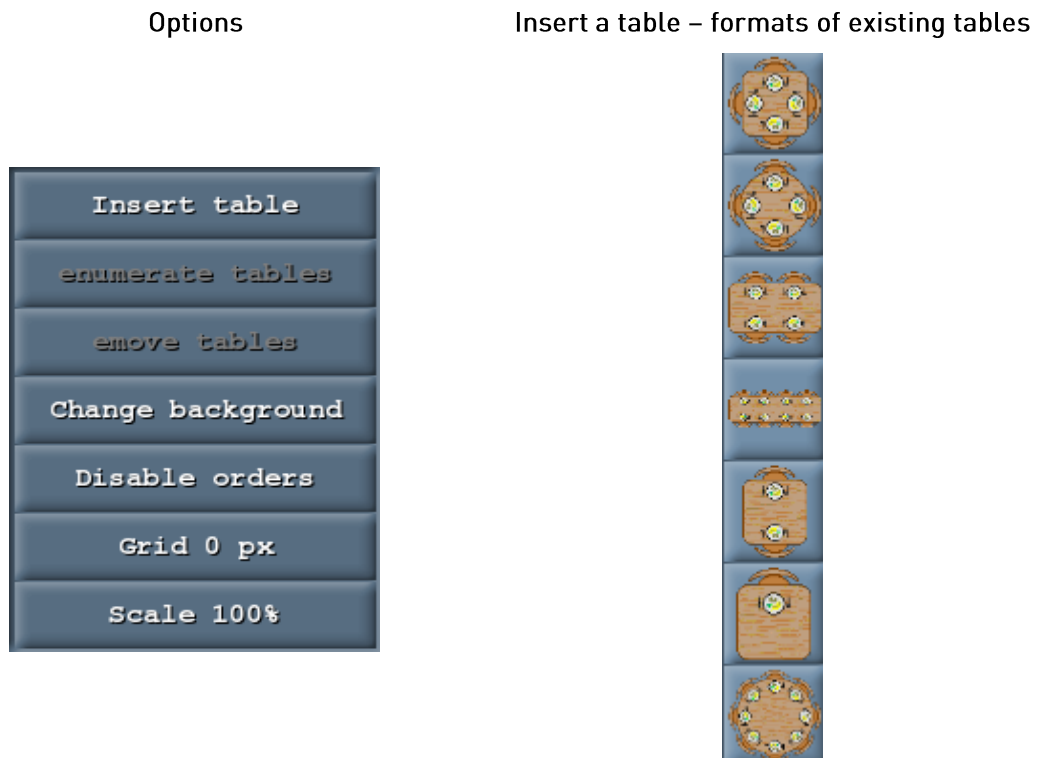 Options
Insert a table – formats of existing tables
Insert table
enumerate tables
emove tables
Change background
Disable orders
Grid 0 px
Scale 100%